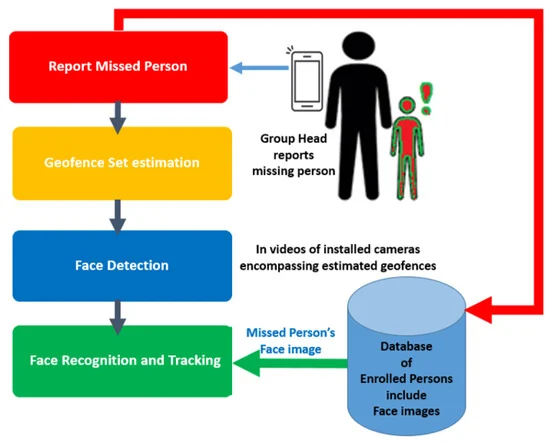 Report Missed Person
Group Head
reports
missing person
Geofence Set estimation
Face Detection
In videos of installed cameras
encompassing estimated geofences
Missed Person's
Face image
Face Recognition and Tracking
Database
of
Enrolled Persons
include
Face images